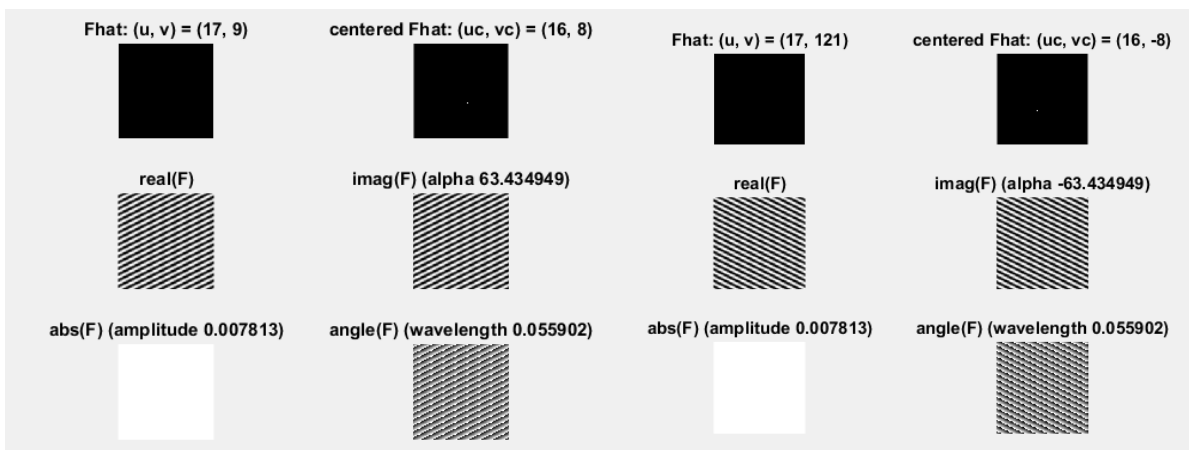 Fhat: (u, v) = (17, 9)
centered Fhat: (uc, vc) = (16, 8)
real(F)
imag(F) (alpha 63.434949)
abs(F) (amplitude 0.007813)
angle(F) (wavelength 0.055902)
Fhat: (u, v) = (17, 121)
centered Fhat: (uc, vc) = (16, -8)
real(F)
imag(F) (alpha -63.434949)
abs(F) (amplitude 0.007813)
angle(F) (wavelength 0.055902)